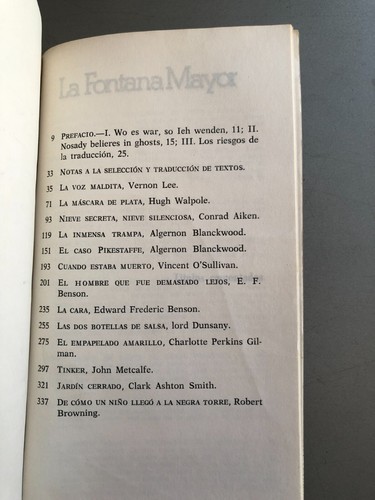 La Fontana Mayor
9 PREFACIO.—I. Wo es war, so Ieh wenden, 11; II.
Nosady belieres in ghosts, 15; III. Los riesgos de
la traducción, 25.
33 NOTAS A LA SELECCIÓN Y TRADUCCIÓN DE TEXTOS.
35 LA VOZ MALDITA, Vernon Lee.
71 LA MÁSCARA DE PLATA, Hugh Walpole.
93 NIEVE SECRETA, NIEVE SILENCIOSA, Conrad Aiken.
119 LA INMENSA TRAMPA, Algernon Blanckwood.
151 EL CASO PIKESTAFFE, Algernon Blanckwood.
193 CUANDO ESTABA MUERTO, Vincent O'Sullivan.
201 EL HOMBRE QUE FUE DEMASIADO LEJOS, E. F.
Benson.
235 LA CARA, Edward Frederic Benson.
255 LAS DOS BOTELLAS DE SALSA, lord Dunsany.
275 EL EMPAPELADO AMARILLO, Charlotte Perkins Gil-
man.
297 TINKER, John Metcalfe.
321 JARDÍN CERRADO, Clark Ashton Smith.
337 DE CÓMO UN NIÑO LLEGÓ A LA NEGRA TORRE, Robert
Browning.